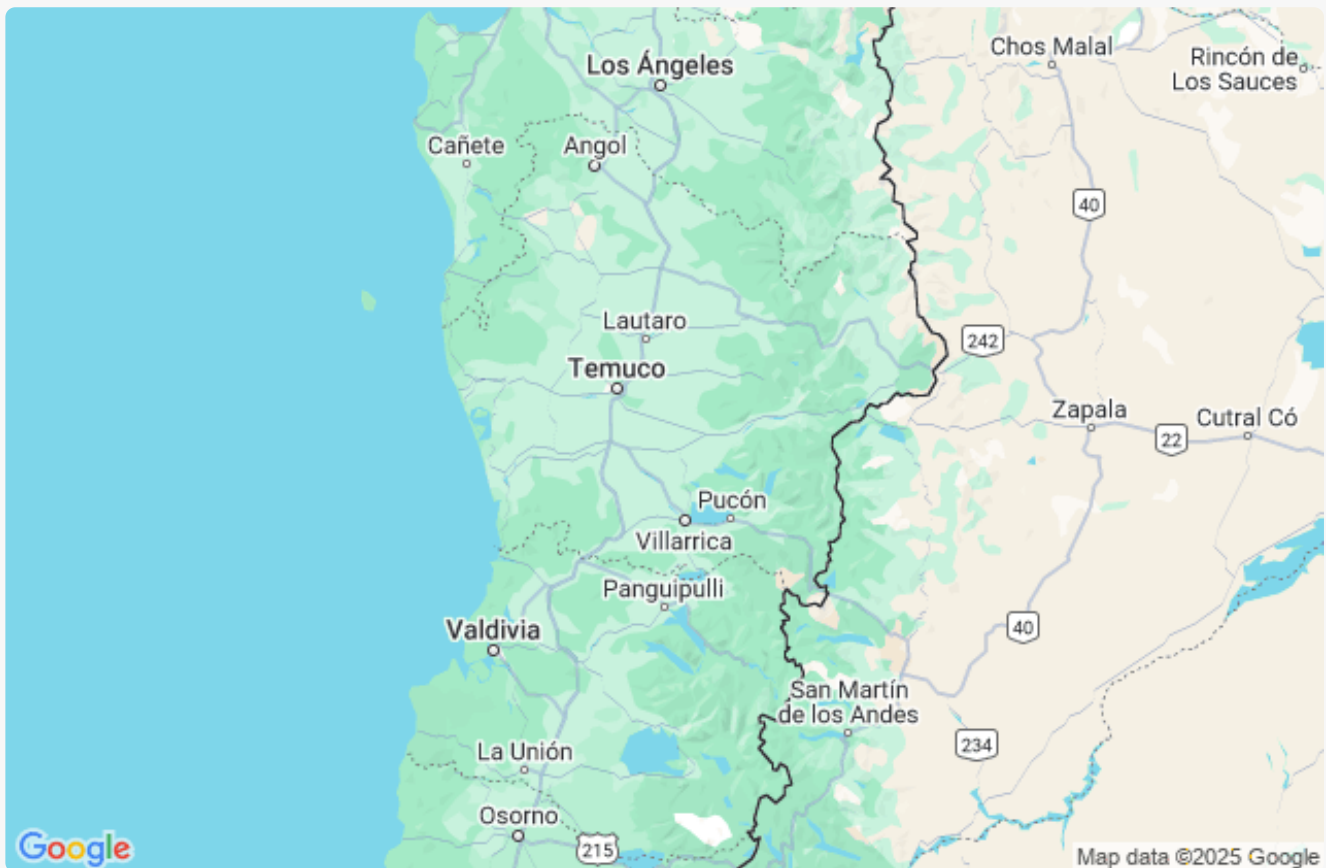 Chos Malal
Los Ángeles
Rincón de
Los Sauces
Cañete
Angol
40
Lautaro
242
Temuco
Zapala
Cutral Có
22
Pucón
Villarrica
Panguipulli
Valdivia
40
San Martín
de los Andes
234
La Unión
Osorno
215
Google
Map data ©2025 Google